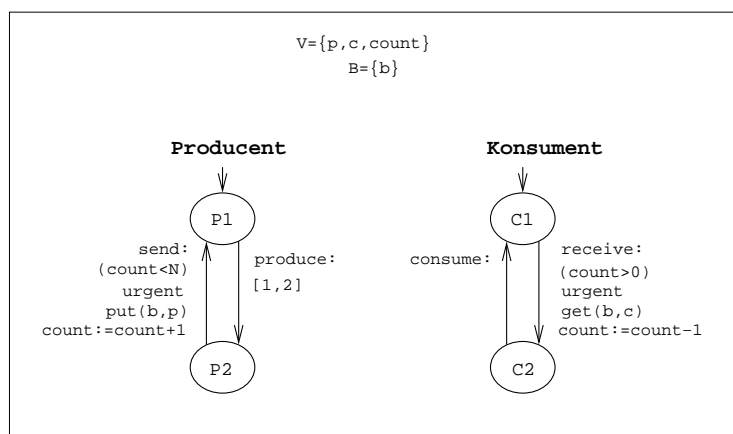 V={p,c,count}
B={b}
Producent
P1
send:
(count<N)
urgent
put(b,p)
count:=count+1
produce:
[1,2]
P2
Konsument
C1
consume:
receive:
(count>0)
urgent
get(b,c)
count:=count−1
C2